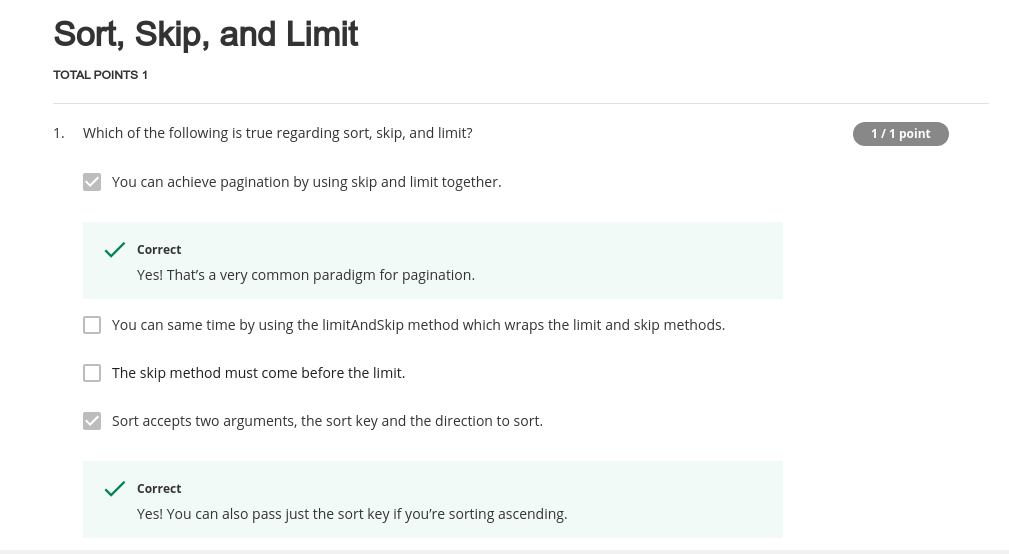 Sort, Skip, and Limit
TOTAL POINTS 1
1. Which of the following is true regarding sort, skip, and limit?
1 / 1 point
You can achieve pagination by using skip and limit together.
Correct
Yes! That's a very common paradigm for pagination.
You can same time by using the limitAndSkip method which wraps the limit and skip methods.
The skip method must come before the limit.
Sort accepts two arguments, the sort key and the direction to sort.
Correct
Yes! You can also pass just the sort key if you're sorting ascending.